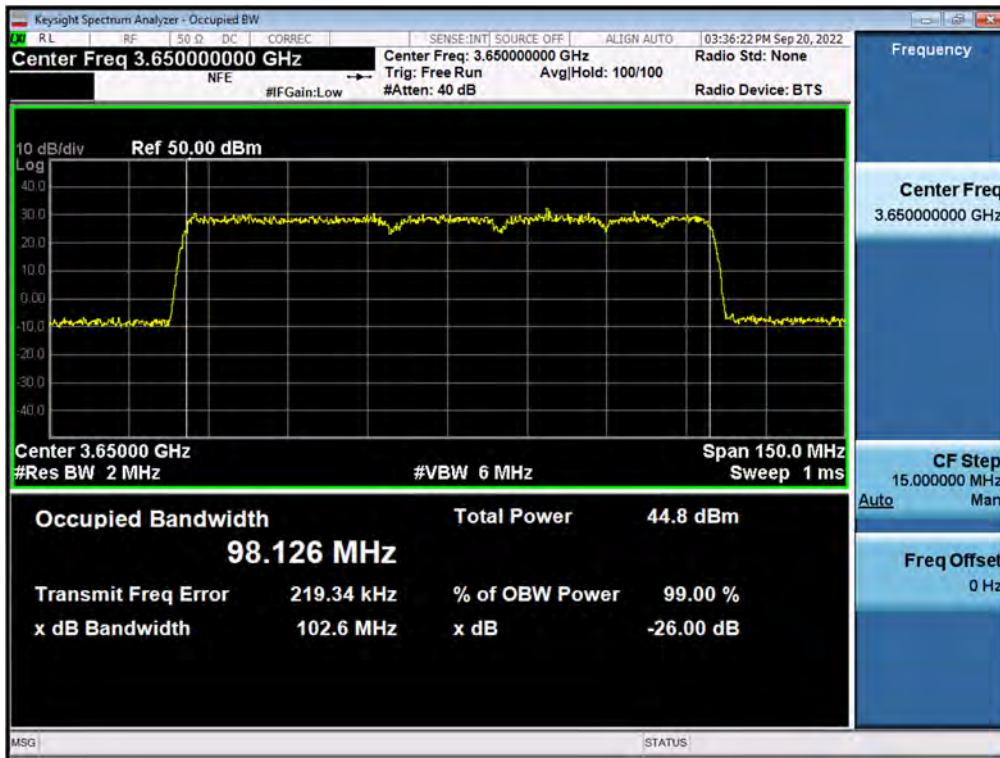 Keysight Spectrum Analyzer - Occupied BW
LXI RL RF 50 Ω DC CORREC SENSE:INT SOURCE OFF ALIGN AUTO 03:36:22 PM Sep 20, 2022
Center Freq 3.650000000 GHz
NFE
#IFGain:Low
Center Freq: 3.650000000 GHz
Trig: Free Run Avg|Hold: 100/100
#Atten: 40 dB
Radio Std: None
Radio Device: BTS
Frequency
10 dB/div Ref 50.00 dBm
Log
40.0
30.0
20.0
10.0
0.00
-10.0
-20.0
-30.0
-40.0
Center 3.65000 GHz Span 150.0 MHz
#Res BW 2 MHz #VBW 6 MHz Sweep 1 ms
Center Freq
3.650000000 GHz
CF Step
15.000000 MHz
Auto Man
Freq Offset
0 Hz
Occupied Bandwidth Total Power 44.8 dBm
98.126 MHz
Transmit Freq Error 219.34 kHz % of OBW Power 99.00 %
x dB Bandwidth 102.6 MHz x dB -26.00 dB
MSG STATUS